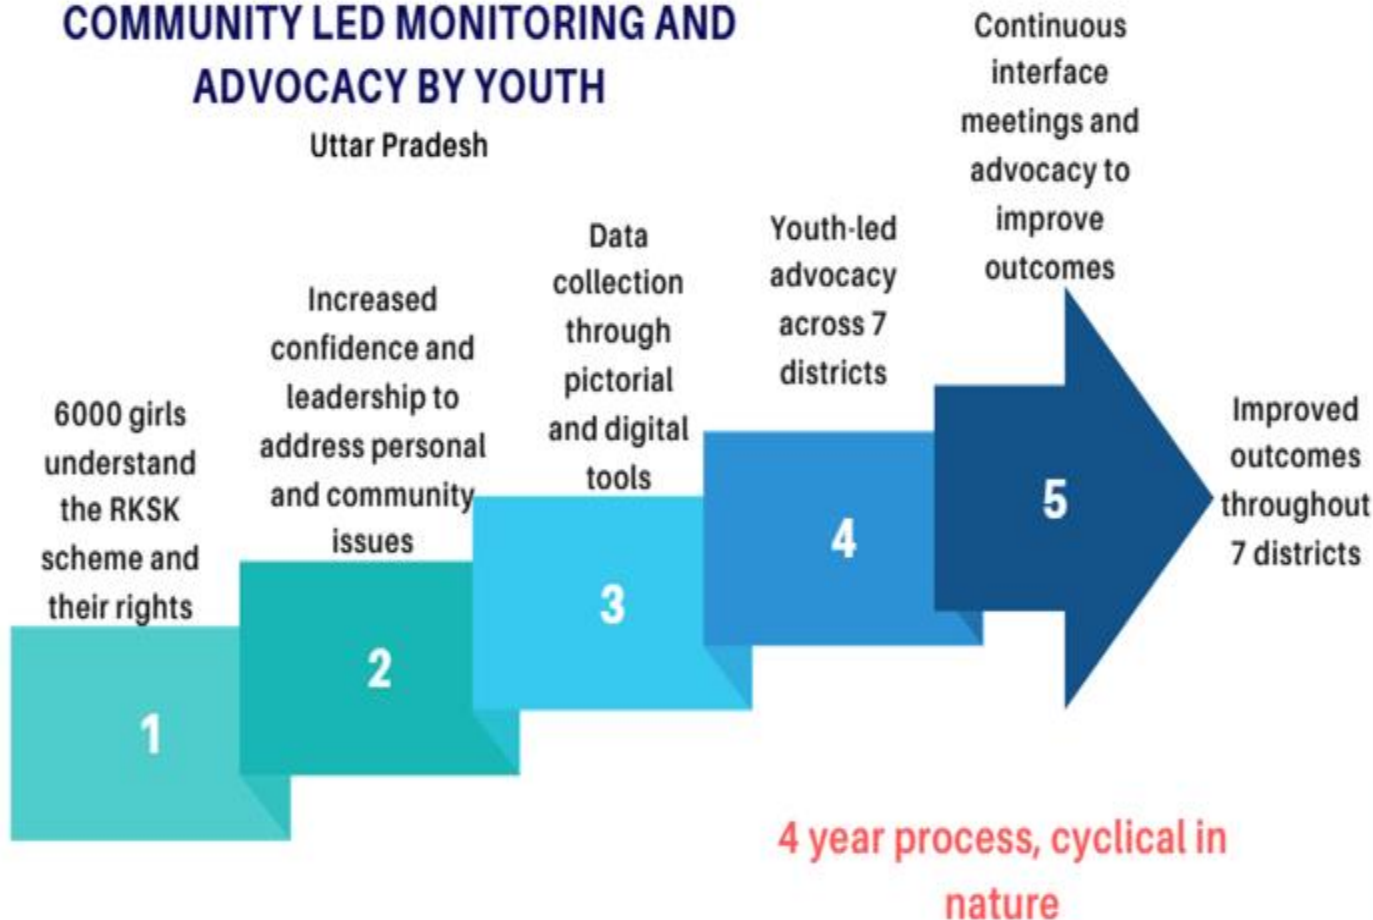 COMMUNITY LED MONITORING AND
ADVOCACY BY YOUTH
Uttar Pradesh
6000 girls
understand
the RKSK
scheme and
their rights
1
Increased
confidence and
leadership to
address personal
and community
issues
2
Data
collection
through
pictorial
and digital
tools
3
Youth-led
advocacy
across 7
districts
4
Continuous
interface
meetings and
advocacy to
improve
outcomes
5
Improved
outcomes
throughout
7 districts
4 year process, cyclical in
nature